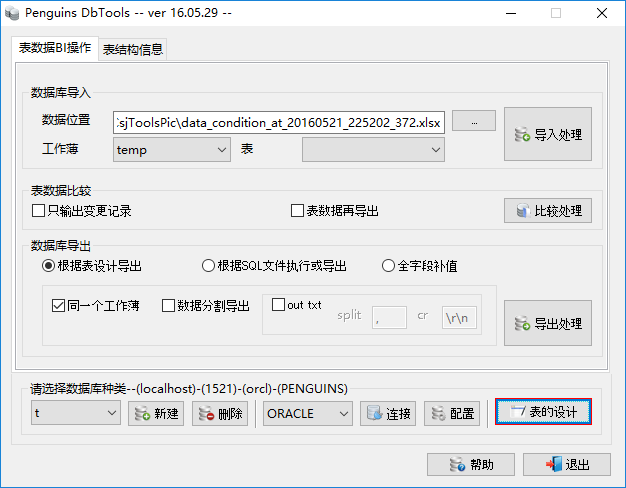 Penguins DbTools -- ver 16.05.29 --
表数据BI操作 表结构信息
数据库导入
数据位置 :sjToolsPic\data_condition_at_20160521_225202_372.xlsx ...
导入处理
工作薄 temp 表
表数据比较
只输出变更记录 表数据再导出 比较处理
数据库导出
根据表设计导出 根据SQL文件执行或导出 全字段补值
同一个工作薄 数据分割导出 out txt split , cr \r\n
导出处理
请选择数据库种类--(localhost)-(1521)-(orcl)-(PENGUINS)
t 新建 删除 ORACLE 连接 配置 表的设计
帮助 退出